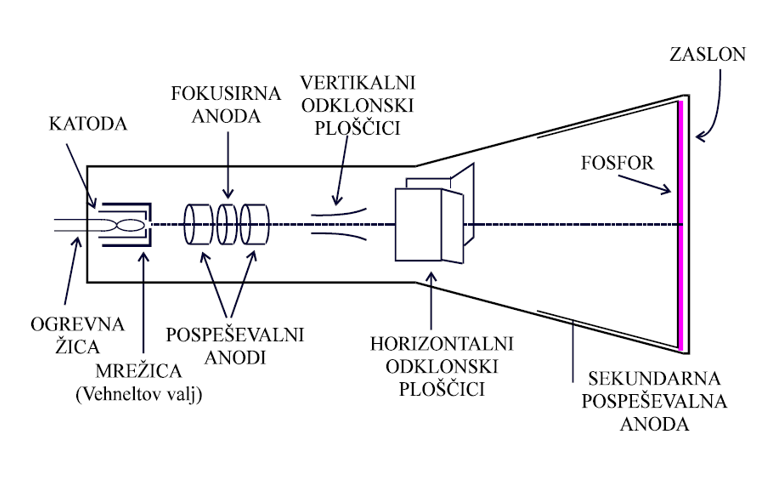 ZASLON
FOKUSIRNA
ANODA
VERTIKALNI
ODKLONSKI
PLOŠČICI
KATODA
FOSFOR
OGREVNA
ŽICA
MREŽICA
(Vehneltov valj)
POSPEŠEVALNI
ANODI
HORIZONTALNI
ODKLONSKI
PLOŠČICI
SEKUNDARNA
POSPEŠEVALNA
ANODA